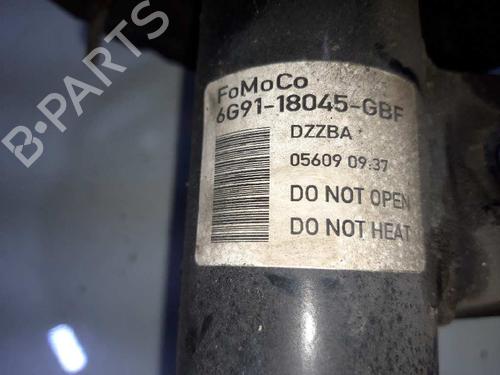 B-PARTS
FoMoCo
6G91-18045-GBF
DZZBA
05609 09:37
DO NOT OPEN
DO NOT HEAT